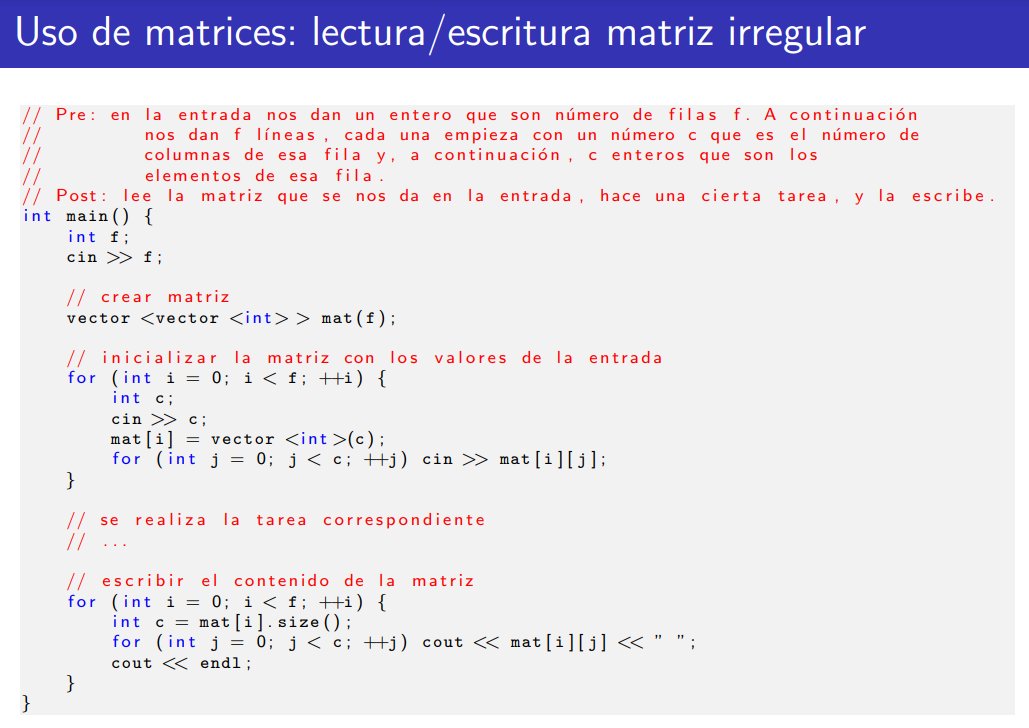 Uso de matrices: lectura/escritura matriz irregular
// Pre: en la entrada nos dan un entero que son número de filas f. A continuación
//         nos dan f líneas, cada una empieza con un número c que es el número de
//         columnas de esa fila y, a continuación, c enteros que son los
//         elementos de esa fila.
// Post: lee la matriz que se nos da en la entrada, hace una cierta tarea, y la escribe.
int main() {
    int f;
    cin >> f;
    // crear matriz
    vector <vector <int> > mat(f);
    // inicializar la matriz con los valores de la entrada
    for (int i = 0; i < f; ++i) {
        int c;
        cin >> c;
        mat[i] = vector <int>(c);
        for (int j = 0; j < c; ++j) cin >> mat[i][j];
    }
    // se realiza la tarea correspondiente
    // ...
    // escribir el contenido de la matriz
    for (int i = 0; i < f; ++i) {
        int c = mat[i].size();
        for (int j = 0; j < c; ++j) cout << mat[i][j] << ” ”;
        cout << endl;
    }
}